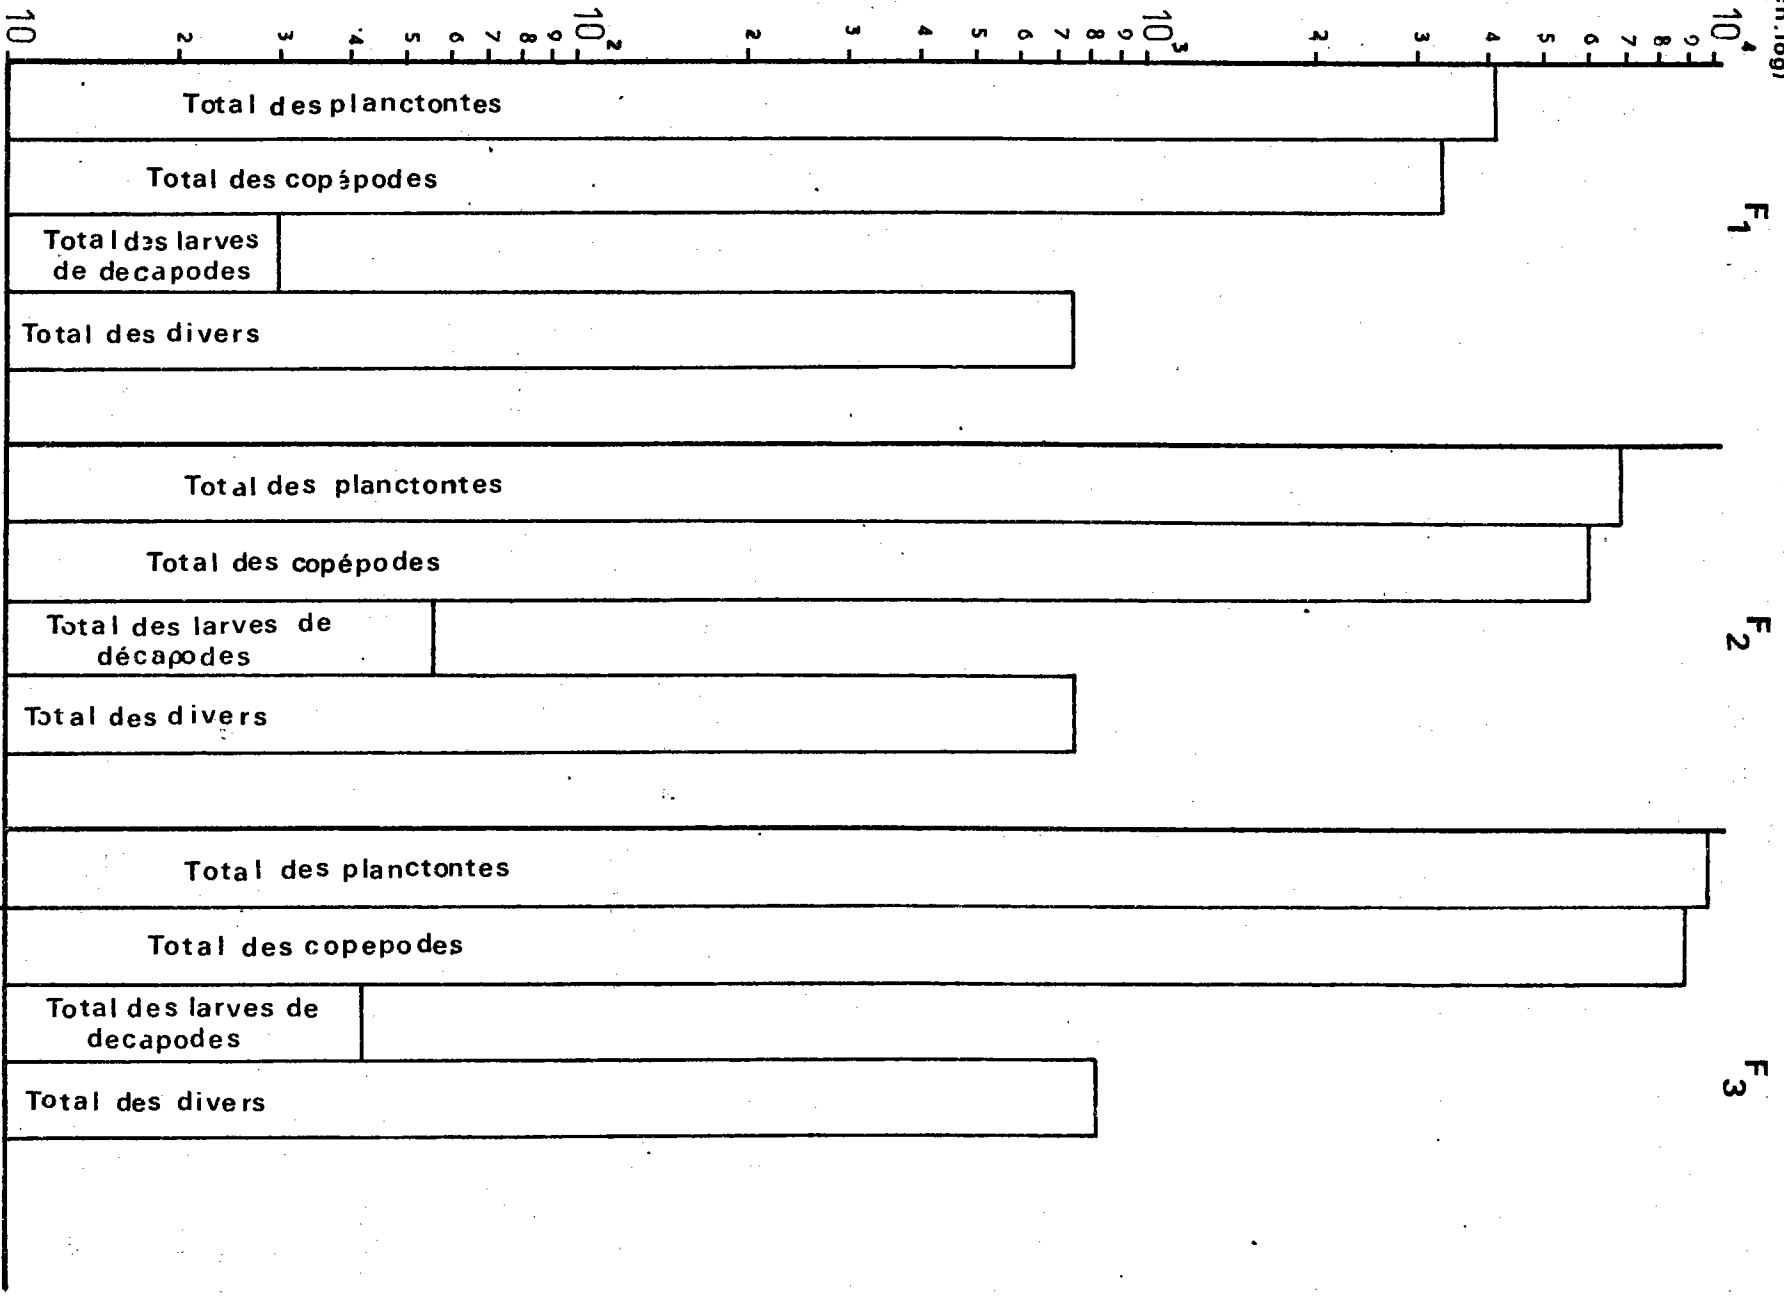 10 2 3 4 5 6 7 8 9 10² 2 3 4 5 6 7 8 9 10³ 2 3 4 5 6 7 8 9 10⁴
Total des planctontes
Total des copépodes
Total des larves
de decapodes
Total des divers
F1
Total des planctontes
Total des copépodes
Total des larves de
décapodes
Total des divers
F2
Total des planctontes
Total des copepodes
Total des larves de
decapodes
Total des divers
F3